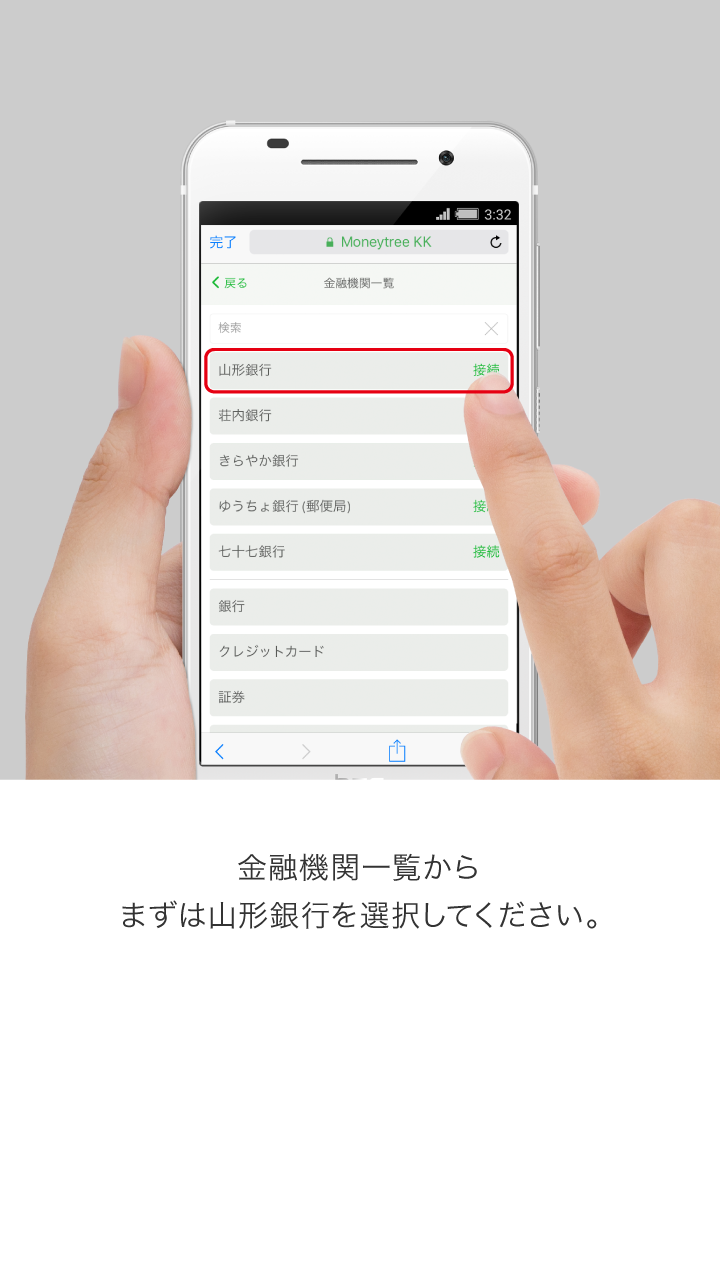 3:32
完了
Moneytree KK
戻る
金融機関一覧
検索
山形銀行
接続
荘内銀行
きらやか銀行
ゆうちょ銀行 (郵便局)
七十七銀行
接続
銀行
クレジットカード
証券
金融機関一覧から
まずは山形銀行を選択してください。